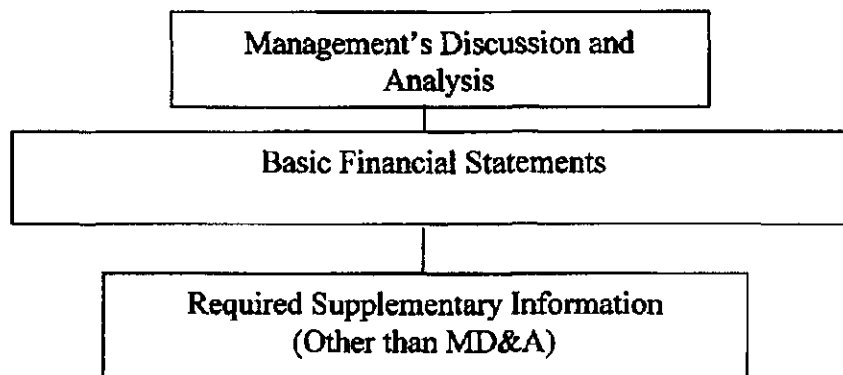 Management's Discussion and
Analysis
Basic Financial Statements
Required Supplementary Information
(Other than MD&A)